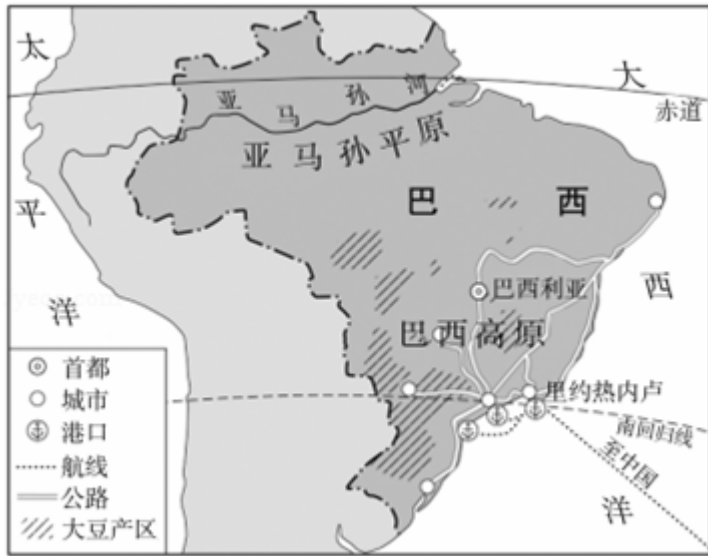 太平洋
大西洋
赤道
亚马孙河
亚马孙平原
巴西
巴西利亚
巴西高原
里约热内卢
南回归线
至中国
首都
城市
港口
航线
公路
大豆产区